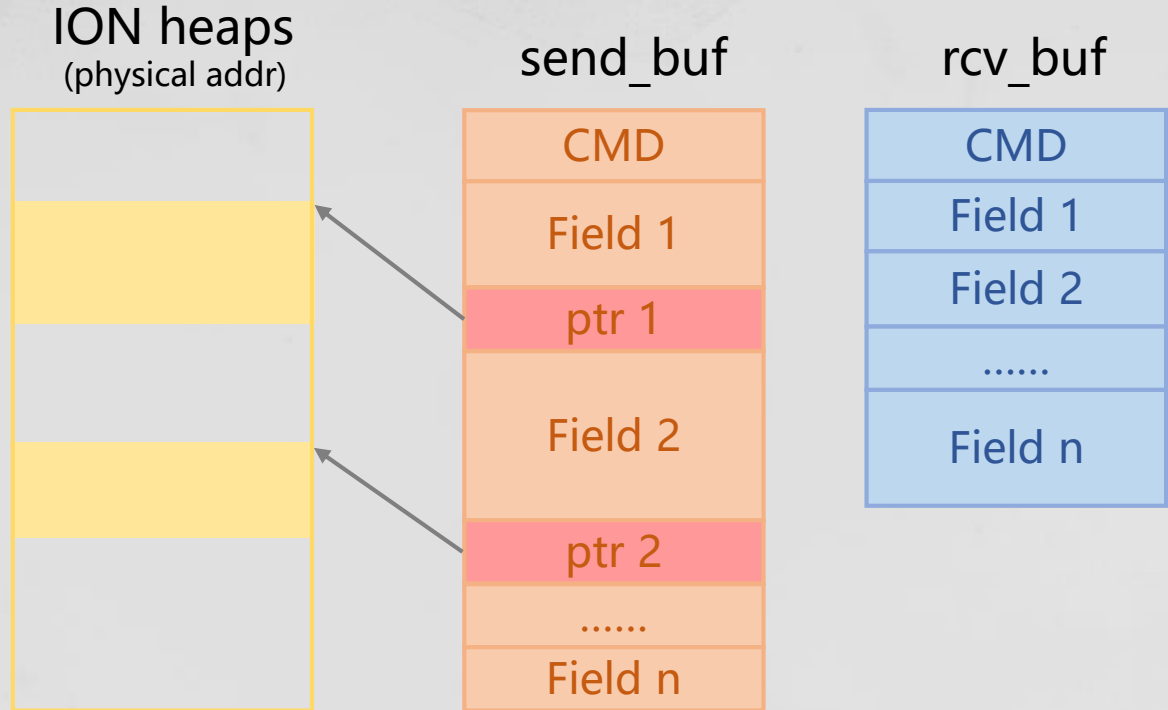 ION heaps
(physical addr)
send_buf
CMD
Field 1
ptr 1
Field 2
ptr 2
......
Field n
rcv_buf
CMD
Field 1
Field 2
......
Field n